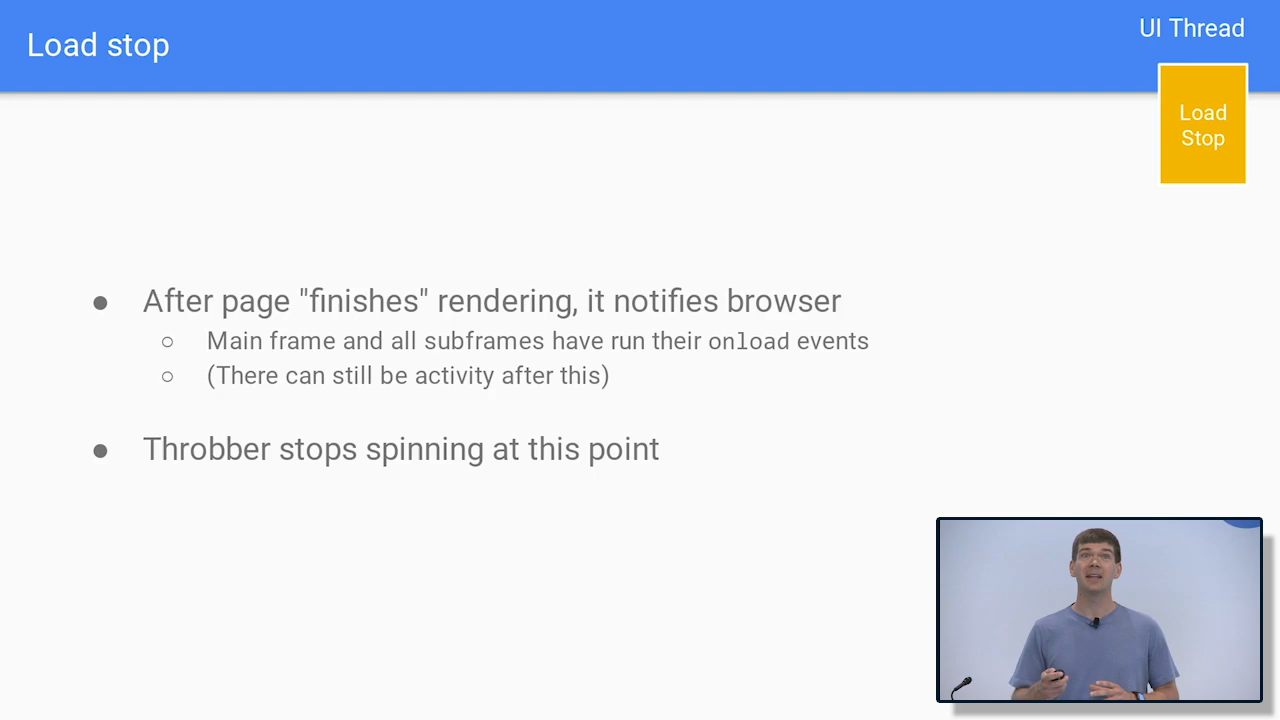 Load stop
UI Thread
Load
Stop
● After page "finishes" rendering, it notifies browser
○ Main frame and all subframes have run their onload events
○ (There can still be activity after this)
● Throbber stops spinning at this point